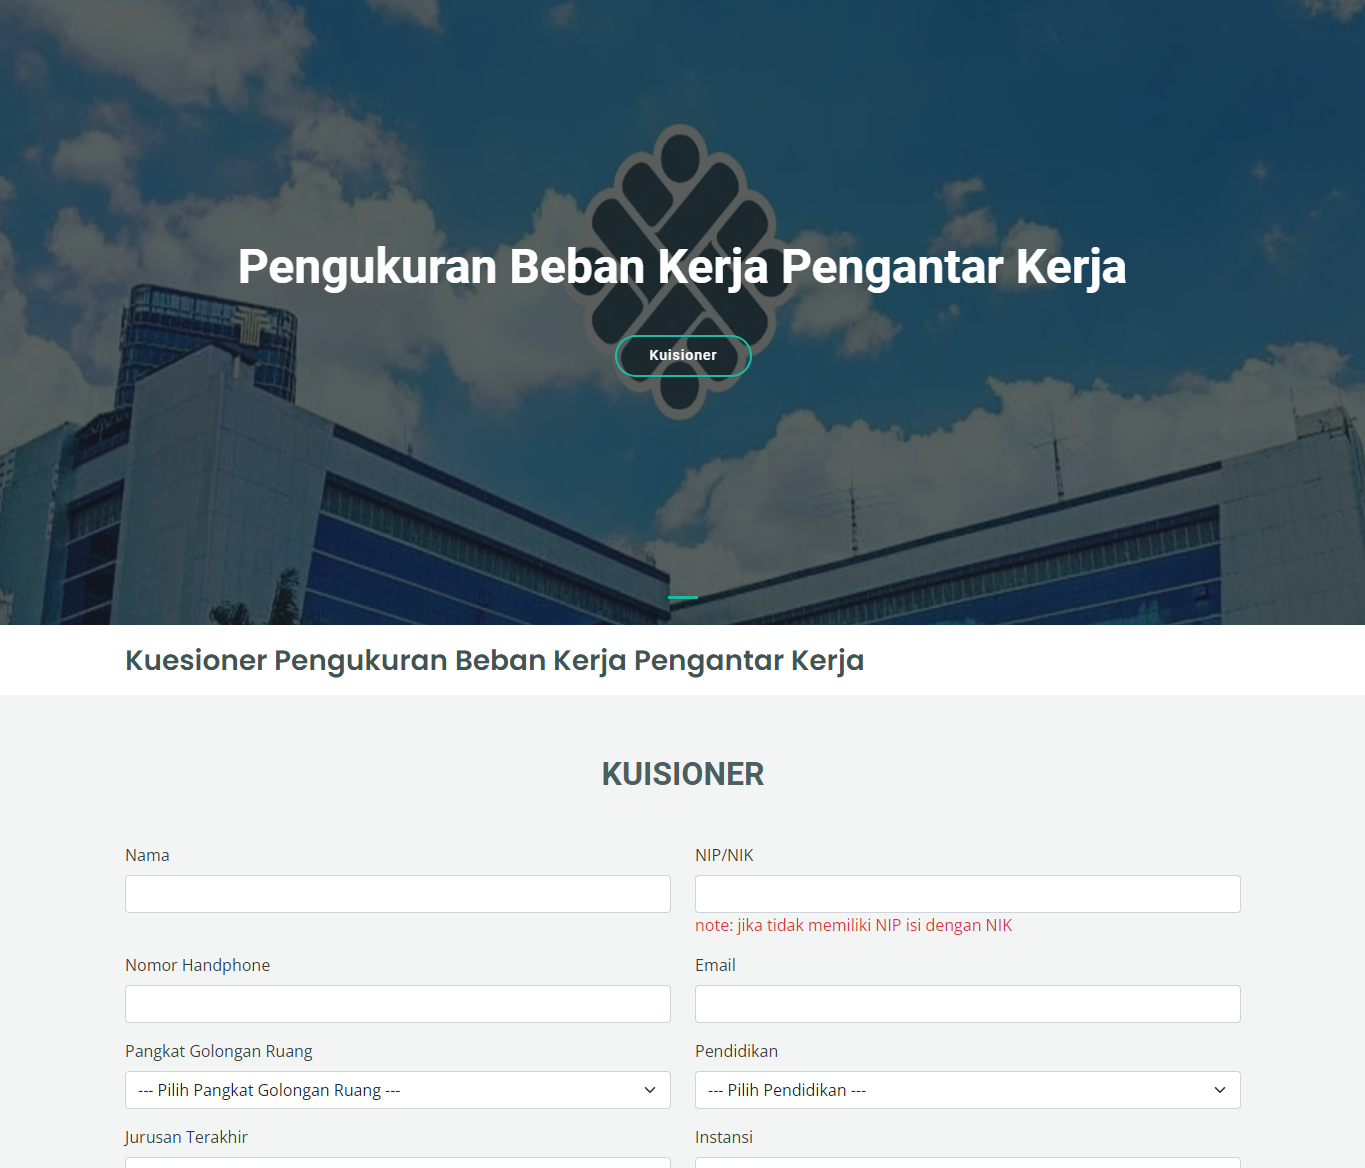 Pengukuran Beban Kerja Pengantar Kerja
Kuisioner
Kuesioner Pengukuran Beban Kerja Pengantar Kerja
KUISIONER
Nama
NIP/NIK
note: jika tidak memiliki NIP isi dengan NIK
Nomor Handphone
Email
Pangkat Golongan Ruang
Pendidikan
--- Pilih Pangkat Golongan Ruang ---
--- Pilih Pendidikan ---
Jurusan Terakhir
Instansi